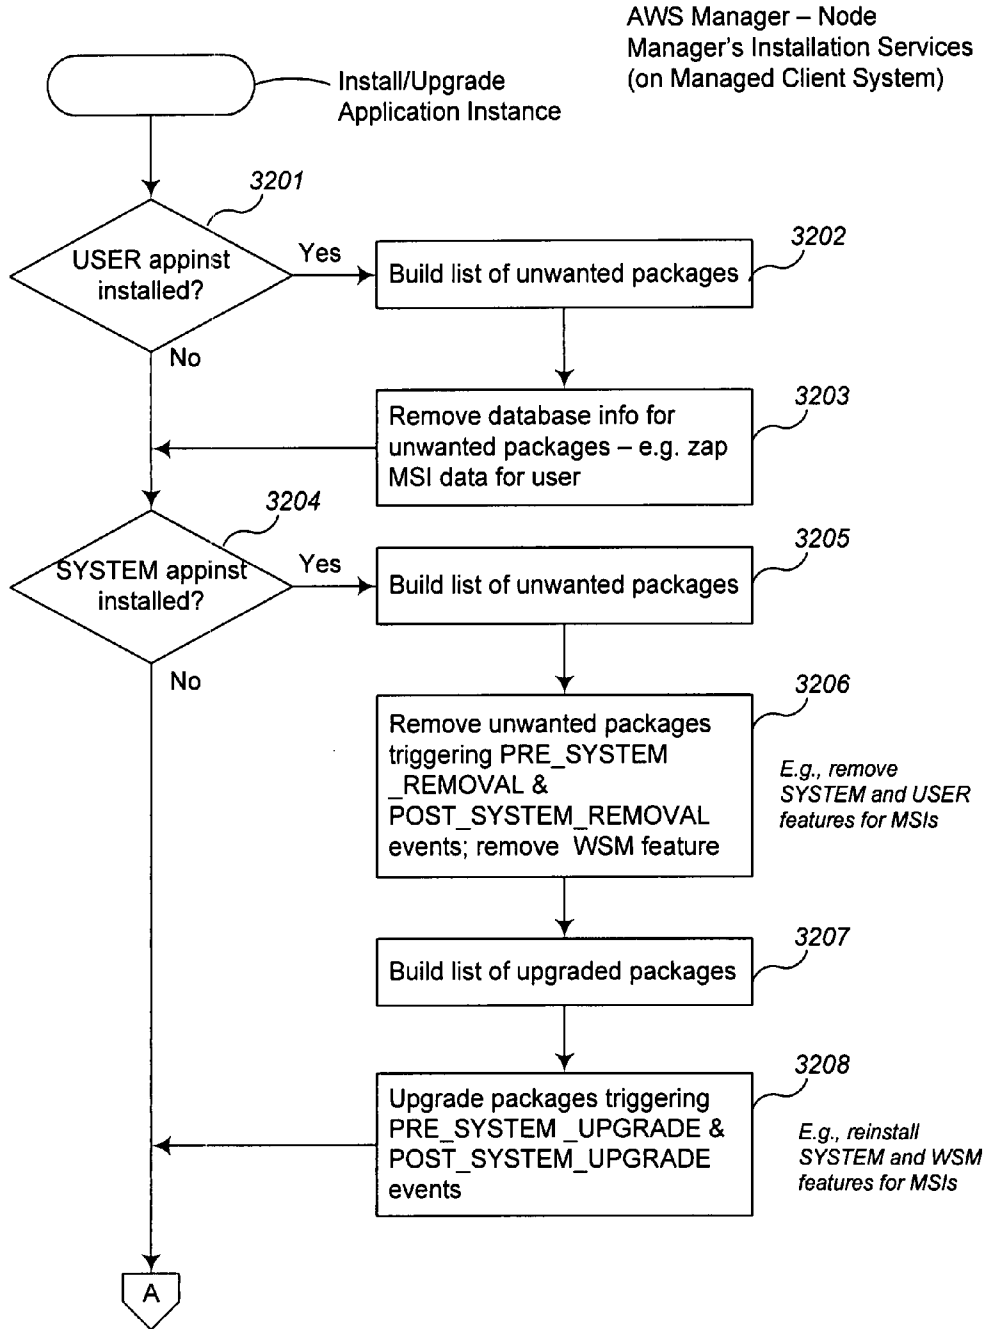 AWS Manager – Node
Manager's Installation Services
(on Managed Client System)
Install/Upgrade
Application Instance
3201
USER appinst
installed?
Yes
No
3202
Build list of unwanted packages
3203
Remove database info for
unwanted packages – e.g. zap
MSI data for user
3204
SYSTEM appinst
installed?
Yes
No
3205
Build list of unwanted packages
3206
Remove unwanted packages
triggering PRE_SYSTEM
_REMOVAL &
POST_SYSTEM_REMOVAL
events; remove WSM feature
E.g., remove
SYSTEM and USER
features for MSIs
3207
Build list of upgraded packages
3208
Upgrade packages triggering
PRE_SYSTEM _UPGRADE &
POST_SYSTEM_UPGRADE
events
E.g., reinstall
SYSTEM and WSM
features for MSIs
A